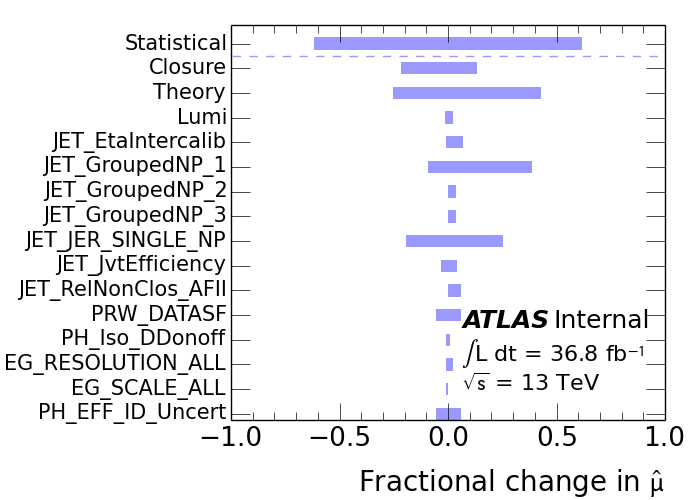 Statistical
Closure
Theory
Lumi
JET_EtaIntercalib
JET_GroupedNP_1
JET_GroupedNP_2
JET_GroupedNP_3
JET_JER_SINGLE_NP
JET_JvtEfficiency
JET_RelNonClos_AFII
PRW_DATASF
PH_Iso_DDonoff
EG_RESOLUTION_ALL
EG_SCALE_ALL
PH_EFF_ID_Uncert
ATLAS Internal
∫L dt = 36.8 fb⁻¹
√s = 13 TeV
−1.0 −0.5 0.0 0.5 1.0
Fractional change in μ̂